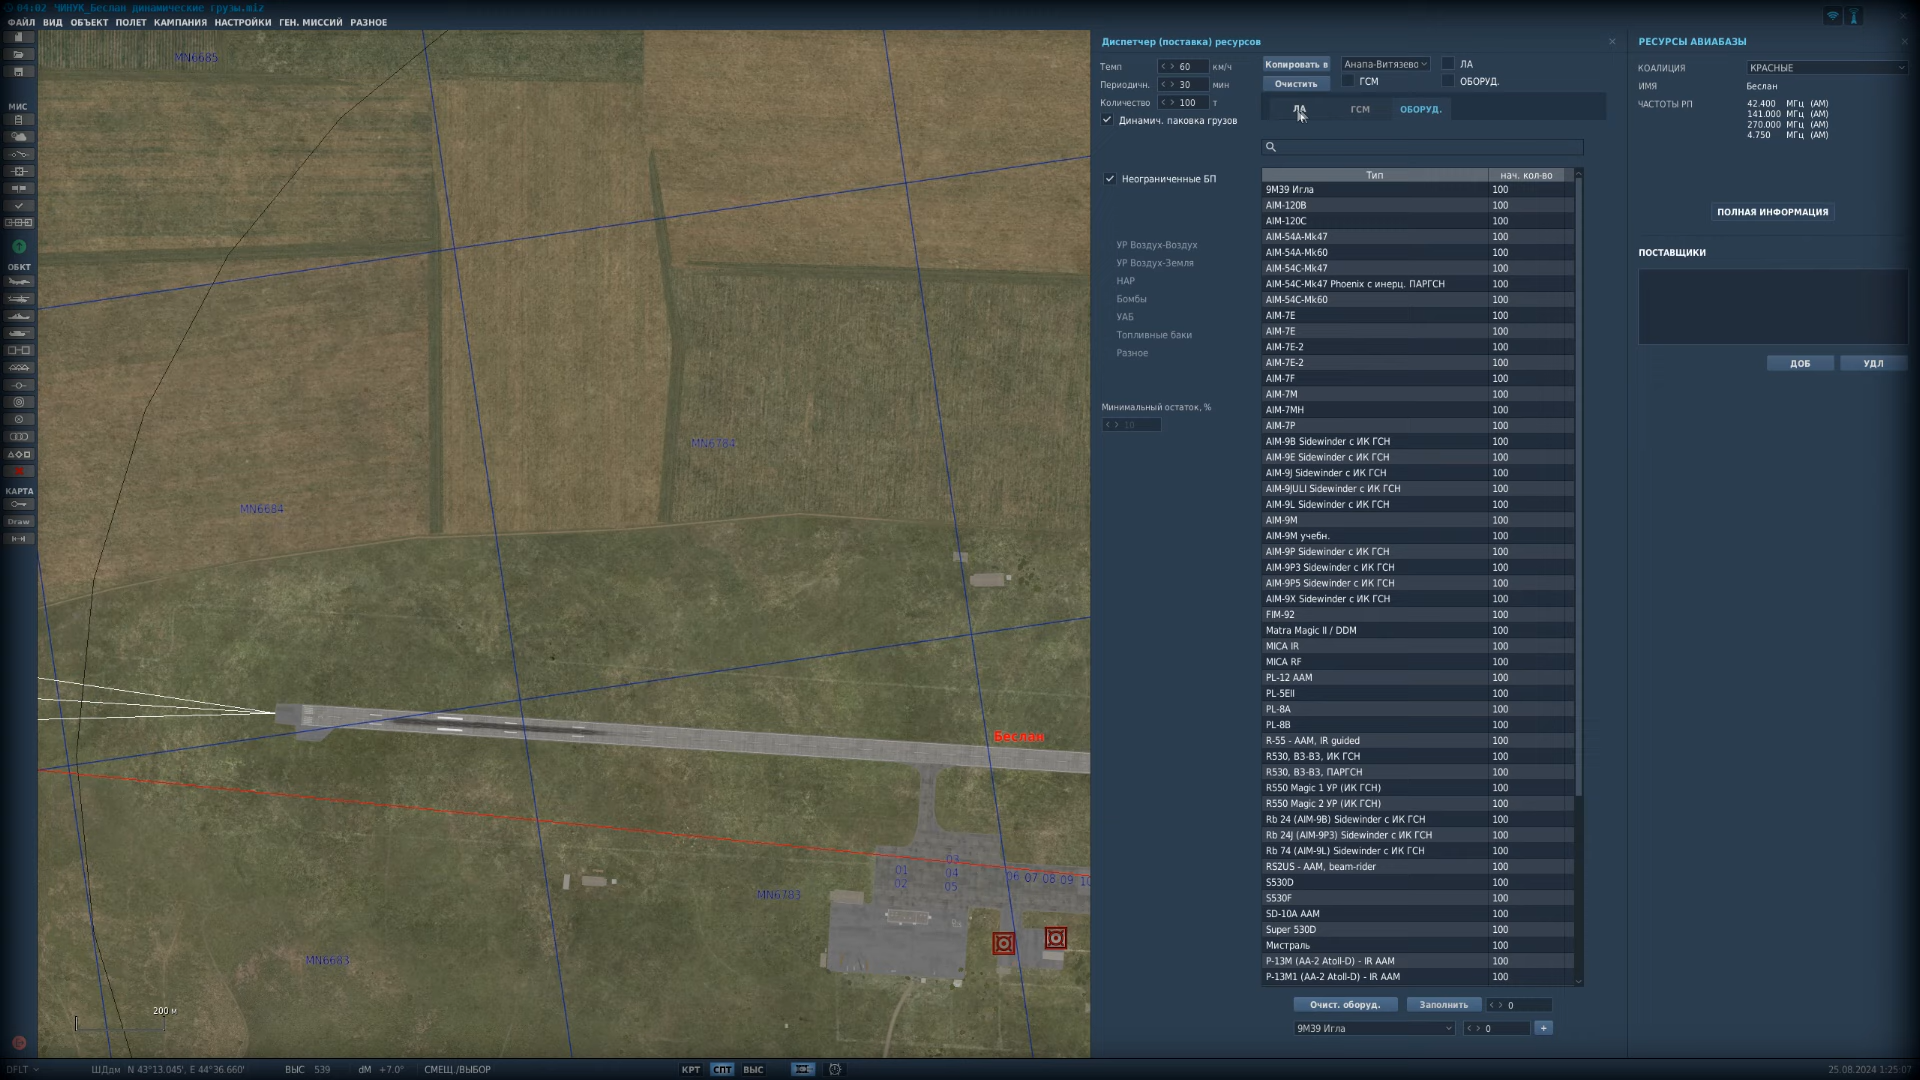 04:02 ЧИНУК_Беслан динамические грузы.miz
ФАЙЛ ВИД ОБЪЕКТ ПОЛЕТ КАМПАНИЯ НАСТРОЙКИ ГЕН. МИССИЙ РАЗНОЕ
МИС
ОБКТ
КАРТА
Draw
MN6685
MN6784
MN6684
Беслан
03
01 04
02 05
06 07 08 09 10
MN6783
MN6683
200 м
Диспетчер (поставка) ресурсов
Темп 60 км/ч
Периодичн. 30 мин
Количество 100 т
Динамич. паковка грузов
Копировать в Анапа-Витязево ЛА
Очистить ГСМ ОБОРУД.
ЛА ГСМ ОБОРУД.
Неограниченные БП
УР Воздух-Воздух
УР Воздух-Земля
НАР
Бомбы
УАБ
Топливные баки
Разное
Минимальный остаток, %
10
Тип нач. кол-во
9М39 Игла 100
AIM-120B 100
AIM-120C 100
AIM-54A-Mk47 100
AIM-54A-Mk60 100
AIM-54C-Mk47 100
AIM-54C-Mk47 Phoenix с инерц. ПАРГСН 100
AIM-54C-Mk60 100
AIM-7E 100
AIM-7E 100
AIM-7E-2 100
AIM-7E-2 100
AIM-7F 100
AIM-7M 100
AIM-7MH 100
AIM-7P 100
AIM-9B Sidewinder с ИК ГСН 100
AIM-9E Sidewinder с ИК ГСН 100
AIM-9J Sidewinder с ИК ГСН 100
AIM-9JULI Sidewinder с ИК ГСН 100
AIM-9L Sidewinder с ИК ГСН 100
AIM-9M 100
AIM-9M учебн. 100
AIM-9P Sidewinder с ИК ГСН 100
AIM-9P3 Sidewinder с ИК ГСН 100
AIM-9P5 Sidewinder с ИК ГСН 100
AIM-9X Sidewinder с ИК ГСН 100
FIM-92 100
Matra Magic II / DDM 100
MICA IR 100
MICA RF 100
PL-12 AAM 100
PL-5EII 100
PL-8A 100
PL-8B 100
R-55 - AAM, IR guided 100
R530, В3-В3, ИК ГСН 100
R530, В3-В3, ПАРГСН 100
R550 Magic 1 УР (ИК ГСН) 100
R550 Magic 2 УР (ИК ГСН) 100
Rb 24 (AIM-9B) Sidewinder с ИК ГСН 100
Rb 24J (AIM-9P3) Sidewinder с ИК ГСН 100
Rb 74 (AIM-9L) Sidewinder с ИК ГСН 100
RS2US - AAM, beam-rider 100
S530D 100
S530F 100
SD-10A AAM 100
Super 530D 100
Мистраль 100
Р-13М (AA-2 Atoll-D) - IR AAM 100
Р-13М1 (AA-2 Atoll-D) - IR AAM 100
Очист. оборуд. Заполнить 0
9М39 Игла 0 +
РЕСУРСЫ АВИАБАЗЫ
КОАЛИЦИЯ КРАСНЫЕ
ИМЯ Беслан
ЧАСТОТЫ РП 42.400 МГц (AM)
141.000 МГц (AM)
270.000 МГц (AM)
4.750 МГц (AM)
ПОЛНАЯ ИНФОРМАЦИЯ
ПОСТАВЩИКИ
ДОБ УДЛ
DFLT ШДдм N 43°13.045', E 44°36.660' ВЫС 539 dM +7.0° СМЕЩ./ВЫБОР КРТ СПТ ВЫС 25.08.2024 1:25:07